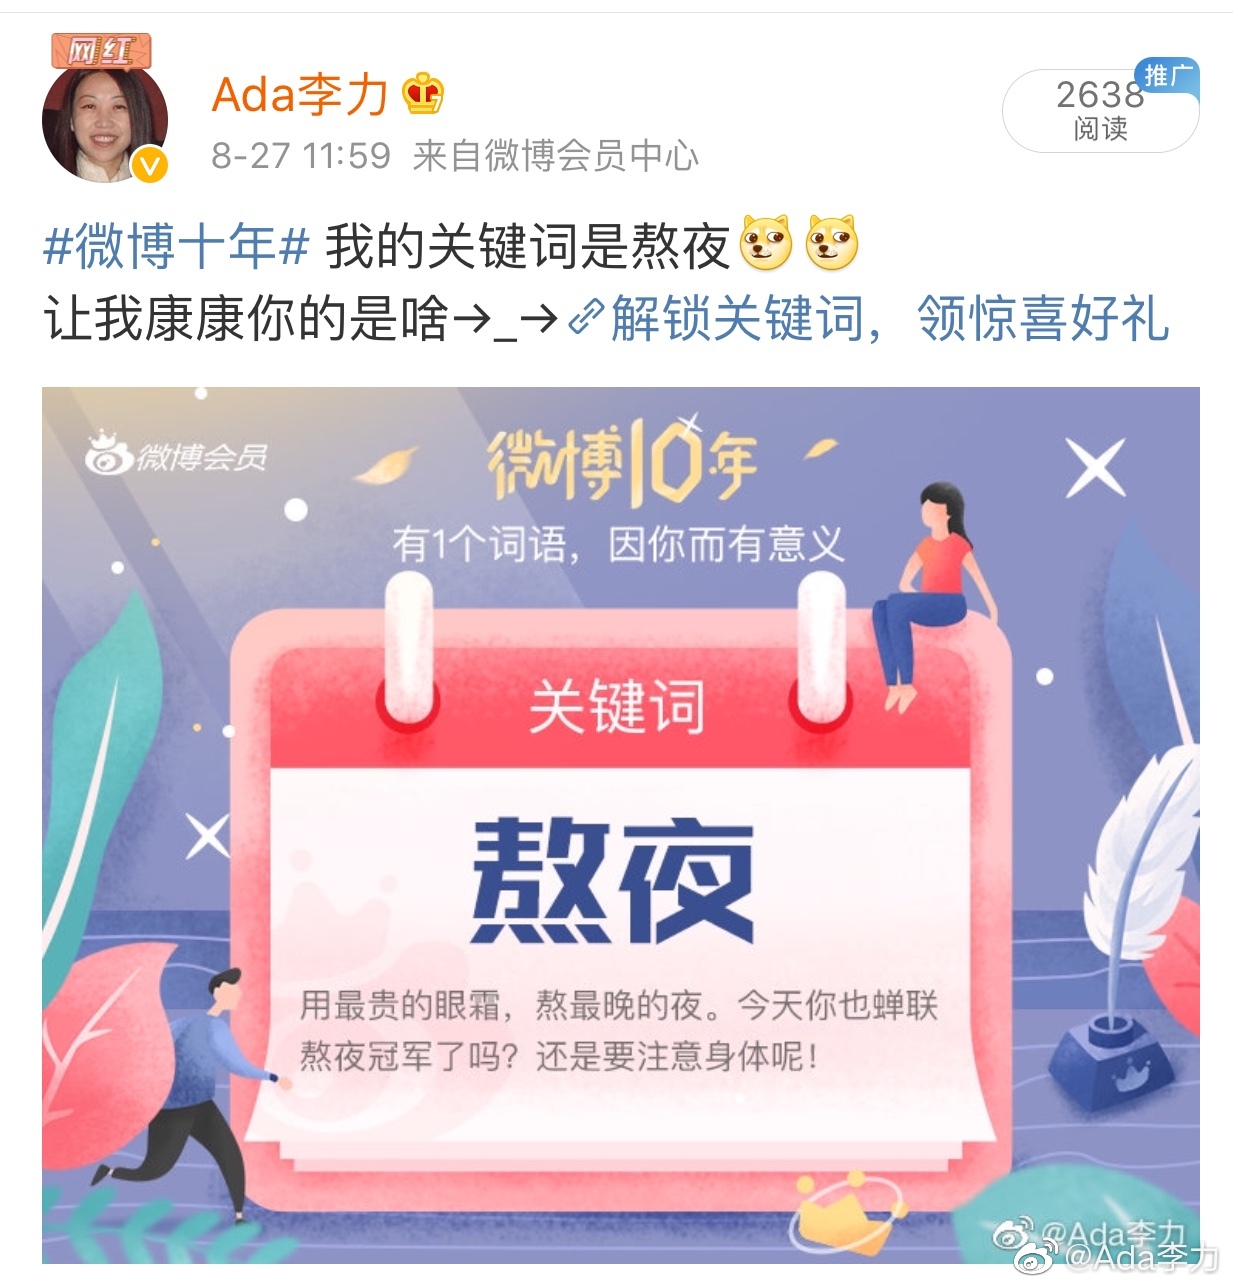 网红
Ada李力
推广
2638
阅读
8-27 11:59 来自微博会员中心
#微博十年# 我的关键词是熬夜
让我康康你的是啥→_→解锁关键词，领惊喜好礼
微博会员
微博10年
有1个词语，因你而有意义
关键词
熬夜
用最贵的眼霜，熬最晚的夜。今天你也蝉联
熬夜冠军了吗？还是要注意身体呢！
@Ada李力
@Ada李力